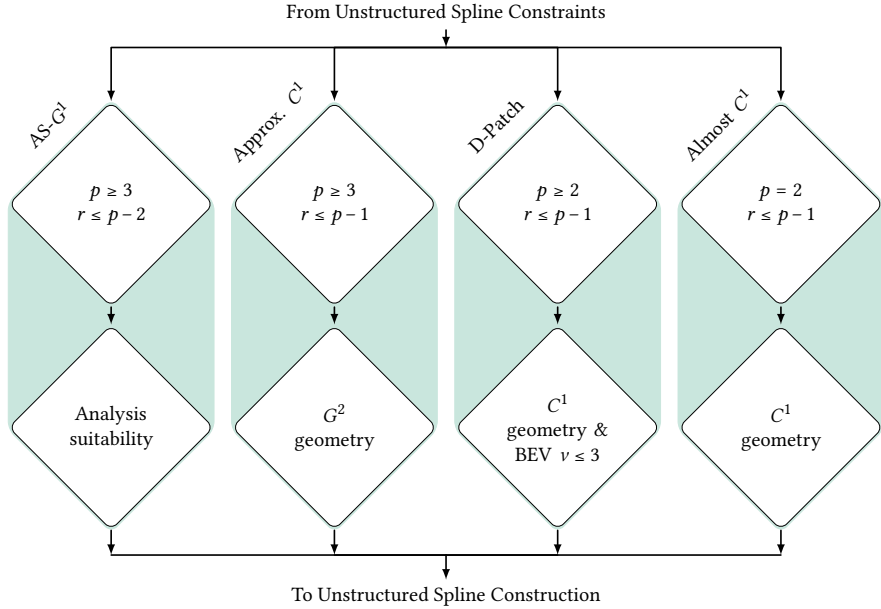 From Unstructured Spline Constraints
AS-G¹
Approx. C¹
D-Patch
Almost C¹
p ≥ 3
r ≤ p − 2
p ≥ 3
r ≤ p − 1
p ≥ 2
r ≤ p − 1
p = 2
r ≤ p − 1
Analysis
suitability
G²
geometry
C¹
geometry &
BEV ν ≤ 3
C¹
geometry
To Unstructured Spline Construction